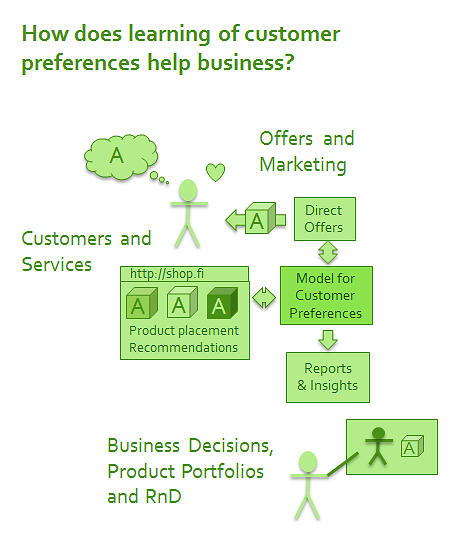 How does learning of customer
preferences help business?
A
Offers and
Marketing
A
Direct
Offers
Customers and
Services
http://shop.fi
A A A
Product placement
Recommendations
Model for
Customer
Preferences
Reports
& Insights
Business Decisions,
Product Portfolios
and RnD
A